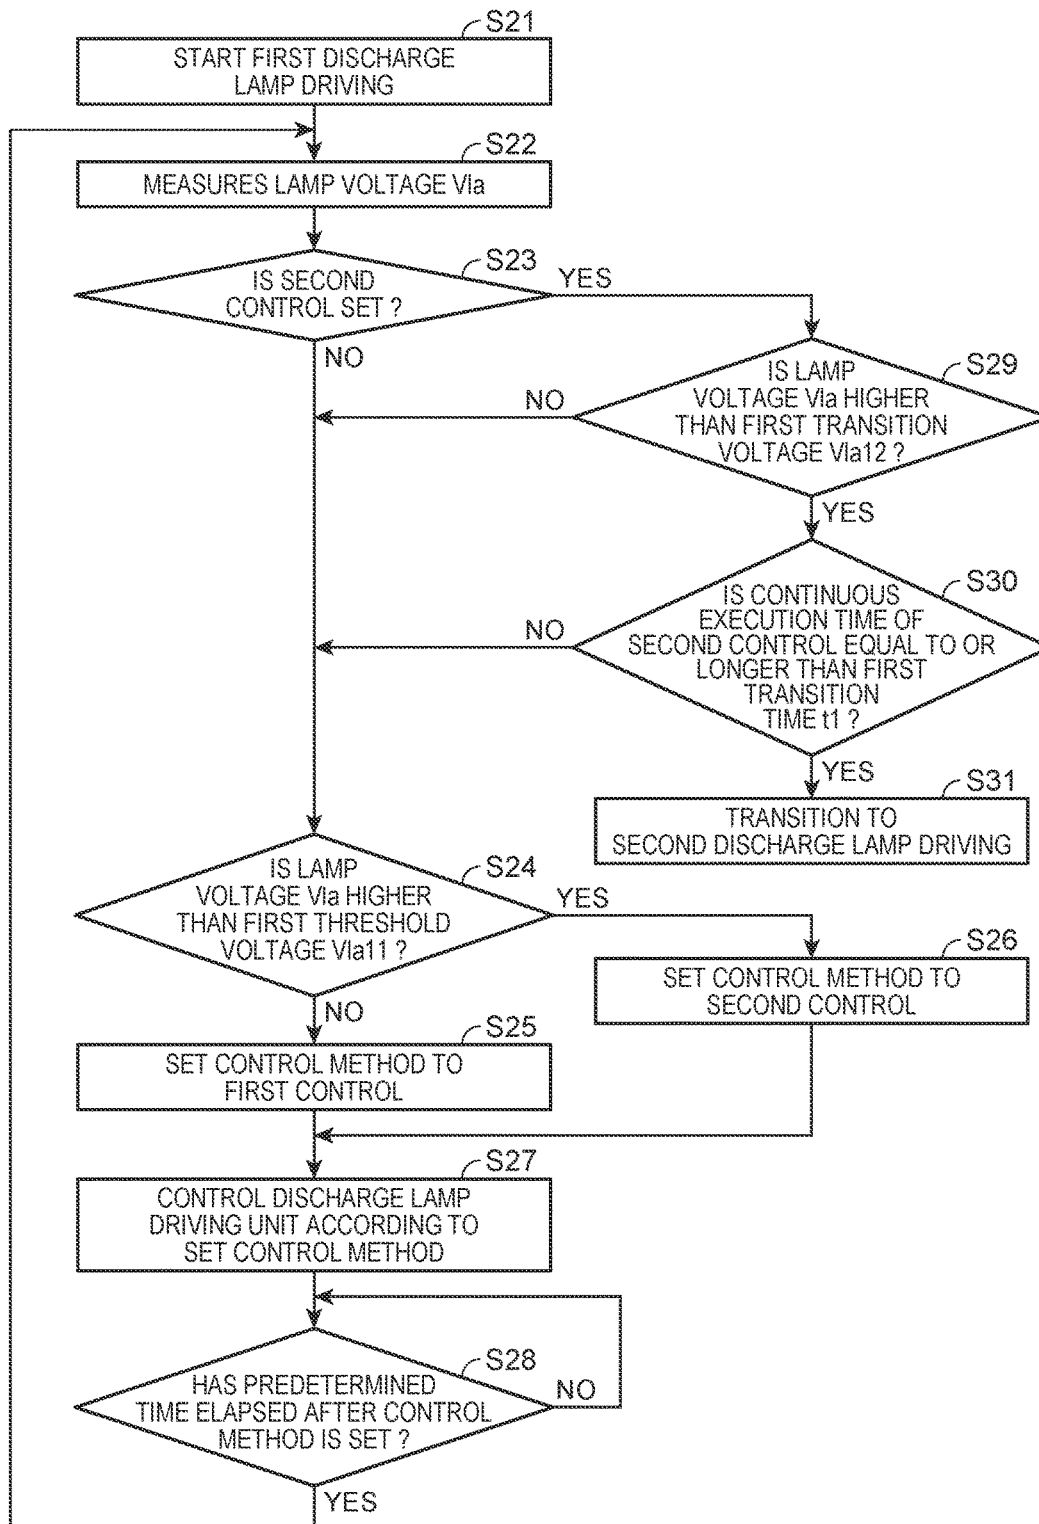 S21
START FIRST DISCHARGE
LAMP DRIVING
S22
MEASURES LAMP VOLTAGE Vla
S23
IS SECOND
CONTROL SET ?
YES
NO
S29
IS LAMP
VOLTAGE Vla HIGHER
THAN FIRST TRANSITION
VOLTAGE Vla12 ?
NO
YES
S30
IS CONTINUOUS
EXECUTION TIME OF
SECOND CONTROL EQUAL TO OR
LONGER THAN FIRST
TRANSITION
TIME t1 ?
NO
YES
S31
TRANSITION TO
SECOND DISCHARGE LAMP DRIVING
S24
IS LAMP
VOLTAGE Vla HIGHER
THAN FIRST THRESHOLD
VOLTAGE Vla11 ?
YES
NO
S26
SET CONTROL METHOD TO
SECOND CONTROL
S25
SET CONTROL METHOD TO
FIRST CONTROL
S27
CONTROL DISCHARGE LAMP
DRIVING UNIT ACCORDING TO
SET CONTROL METHOD
S28
HAS PREDETERMINED
TIME ELAPSED AFTER CONTROL
METHOD IS SET ?
NO
YES